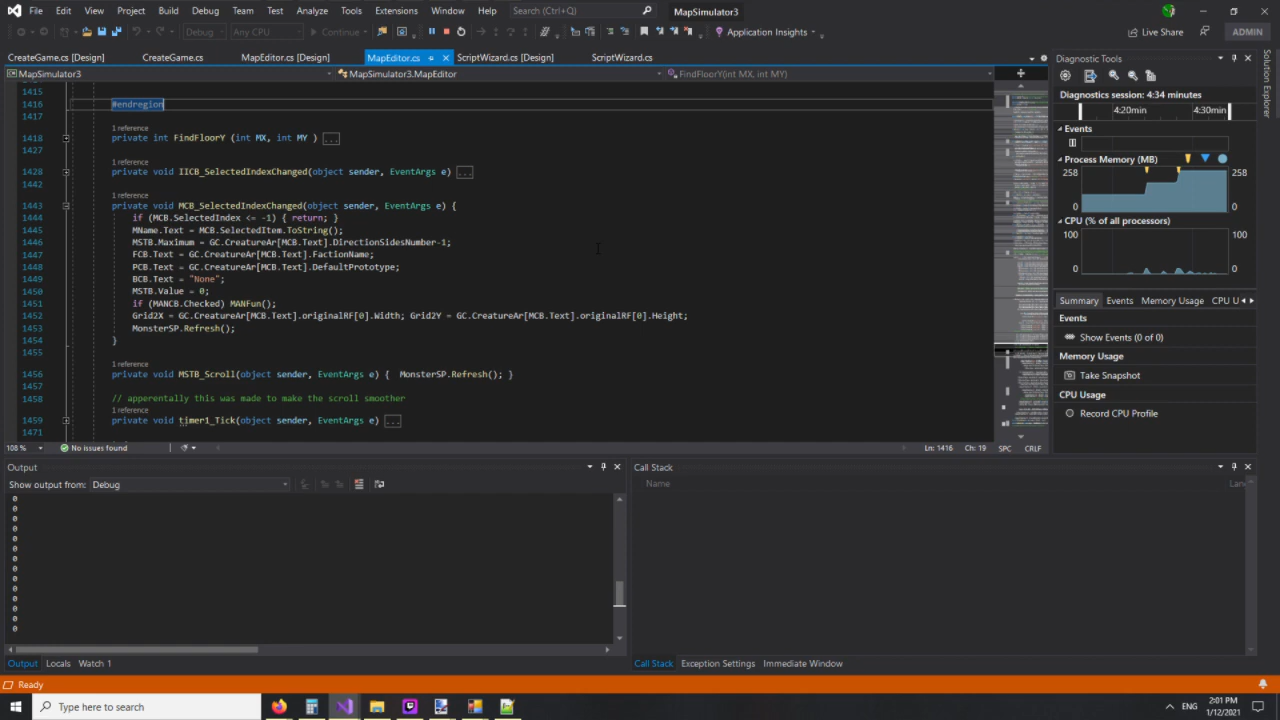 File Edit View Project Build Debug Team Test Analyze Tools Extensions Window Help Search (Ctrl+Q) MapSimulator3
Debug Any CPU Continue Application Insights Live Share ADMIN
CreateGame.cs [Design] CreateGame.cs MapEditor.cs [Design] MapEditor.cs ScriptWizard.cs [Design] ScriptWizard.cs
MapSimulator3 MapSimulator3.MapEditor FindFloorY(int MX, int MY)
1415
1416 #endregion
1417
1 reference
1418 private int FindFloorY (int MX, int MY ) ...
1427
1 reference
1428 private void IICB_SelectedIndexChanged(object sender, EventArgs e) ...
1442
1 reference
1443 private void MCB_SelectedIndexChanged(object sender, EventArgs e) {
1444 if (MCB.SelectedIndex <= -1) { return; }
1445 MName.Text = MCB.SelectedItem.ToString();
1446 MSTB.Maximum = GC.CreatureAr[MCB.Text].DirectionSidesNumber-1;
1447 FCB.Text = GC.CreatureAr[MCB.Text].FactionName;
1448 PCB.Text = GC.CreatureAr[MCB.Text].DefaultPrototype;
1449 BCB.Text = "None";
1450 MSTB.Value = 0;
1451 if (MANCB.Checked) MANFun();
1452 Grid2X = GC.CreatureAr[MCB.Text].originalRF[0].Width; Grid2Y = GC.CreatureAr[MCB.Text].originalRF[0].Height;
1453 MonsterSP.Refresh();
1454 }
1455
1 reference
1456 private void MSTB_Scroll(object sender, EventArgs e) { MonsterSP.Refresh(); }
1457
1458 // apperentally this was made to make the scroll smoother
1 reference
1459 private void timer1_Tick(object sender, EventArgs e) ...
1471
108 % No issues found Ln: 1416 Ch: 19 SPC CRLF
Diagnostic Tools
Diagnostics session: 4:34 minutes
4:20min 4:30min
Events
Process Memory (MB)
258 258
0 0
CPU (% of all processors)
100 100
0 0
Summary Events Memory Usage CPU U
Events
Show Events (0 of 0)
Memory Usage
Take Snapshot
CPU Usage
Record CPU Profile
Solution Explorer
Output
Show output from: Debug
0
0
0
0
0
0
0
0
0
0
0
0
0
0
Output Locals Watch 1
Call Stack
Name Lang
Call Stack Exception Settings Immediate Window
Ready
Type here to search
ENG 2:01 PM
1/12/2021